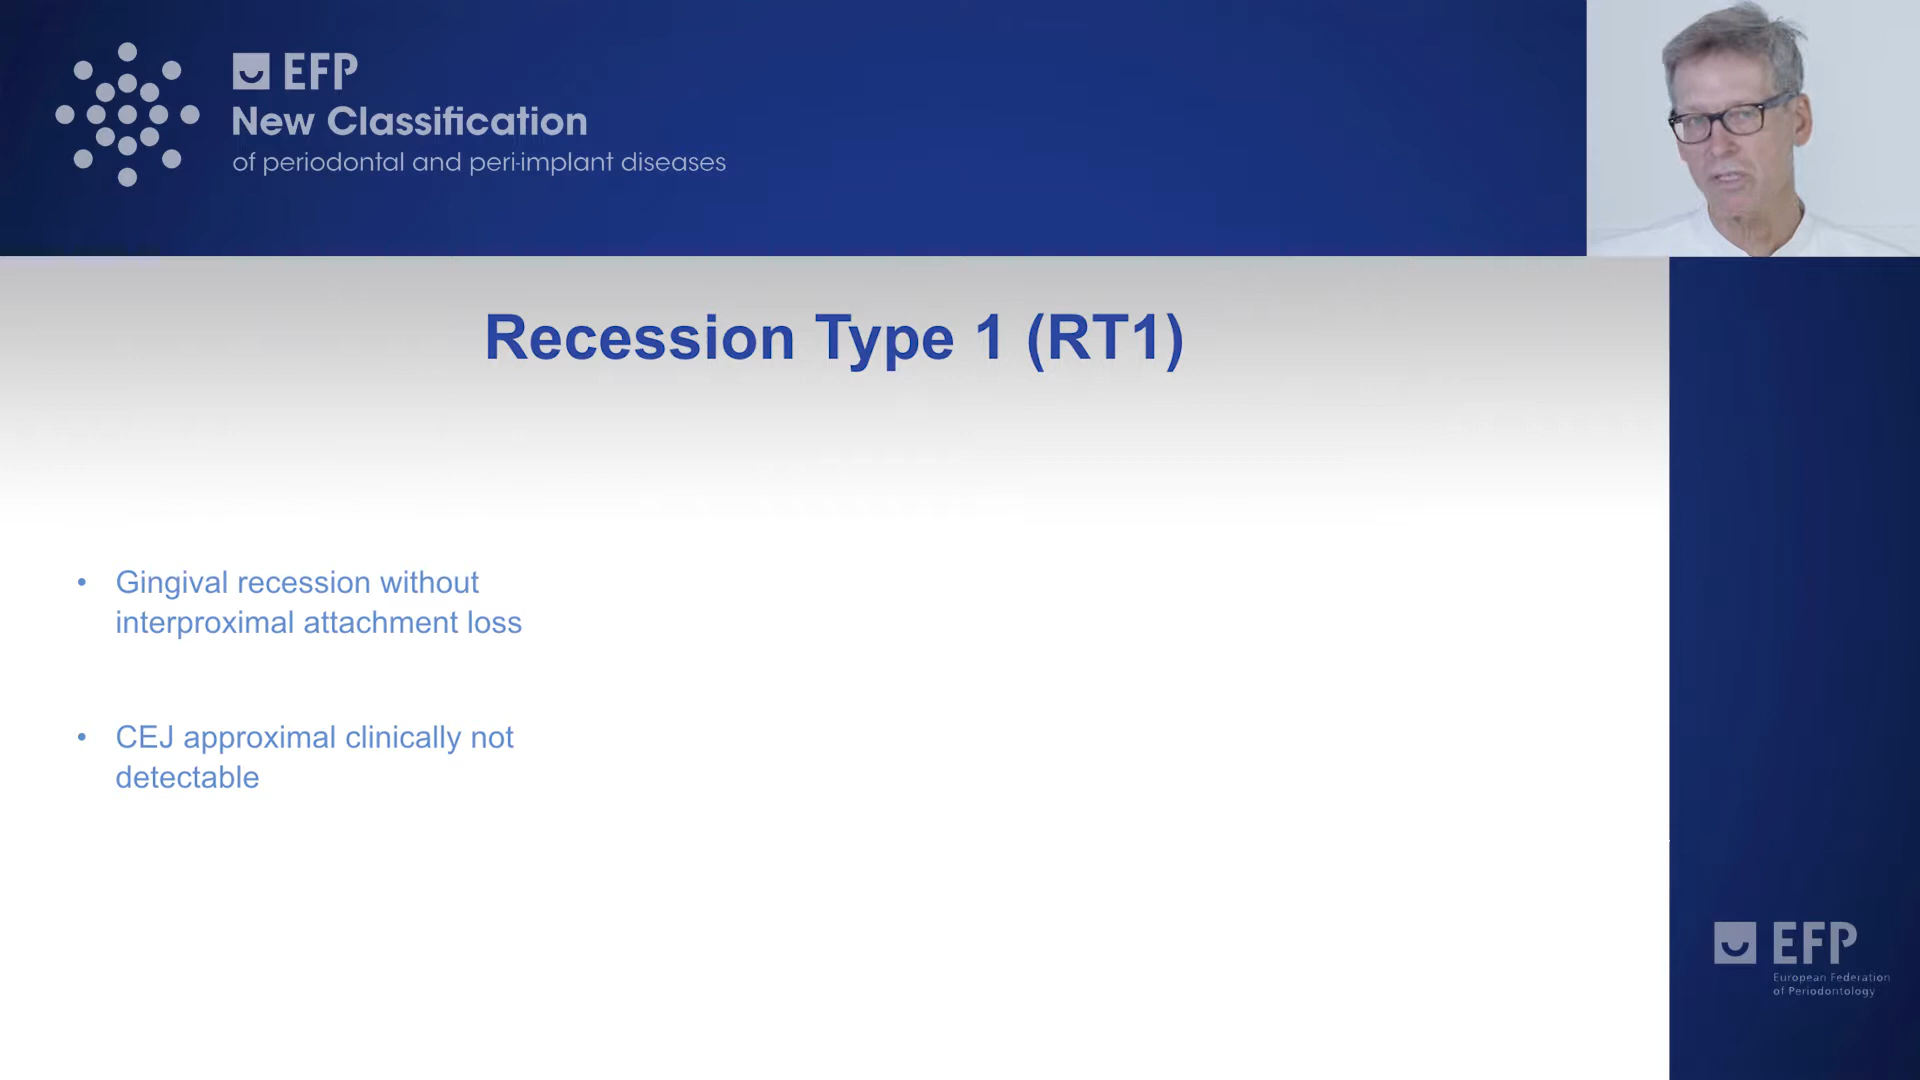 EFP
New Classification
of periodontal and peri-implant diseases
Recession Type 1 (RT1)
• Gingival recession without
interproximal attachment loss
• CEJ approximal clinically not
detectable
EFP
European Federation
of Periodontology